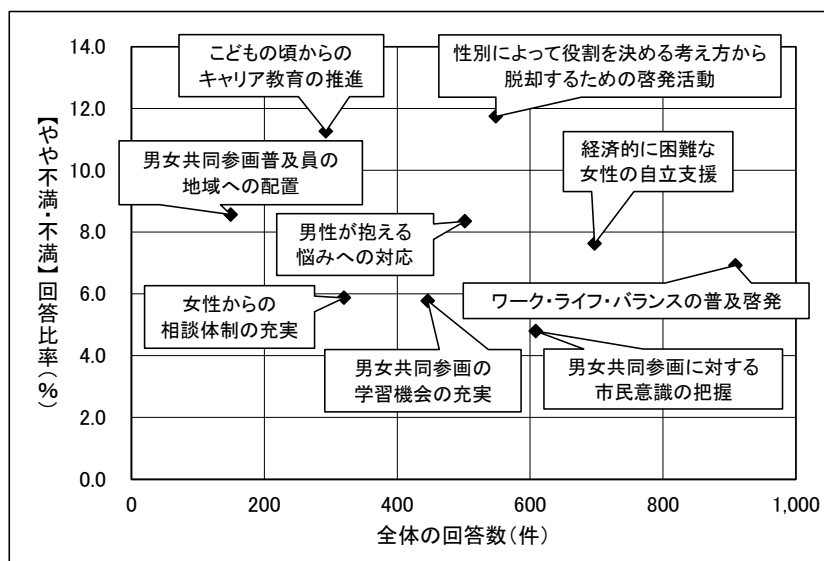 14.0
12.0
10.0
8.0
6.0
4.0
2.0
0.0
【やや不満・不満】回答比率(%)
こどもの頃からの
キャリア教育の推進
性別によって役割を決める考え方から
脱却するための啓発活動
男女共同参画普及員の
地域への配置
経済的に困難な
女性の自立支援
男性が抱える
悩みへの対応
女性からの
相談体制の充実
ワーク・ライフ・バランスの普及啓発
男女共同参画の
学習機会の充実
男女共同参画に対する
市民意識の把握
0
200
400
600
800
1,000
全体の回答数(件)